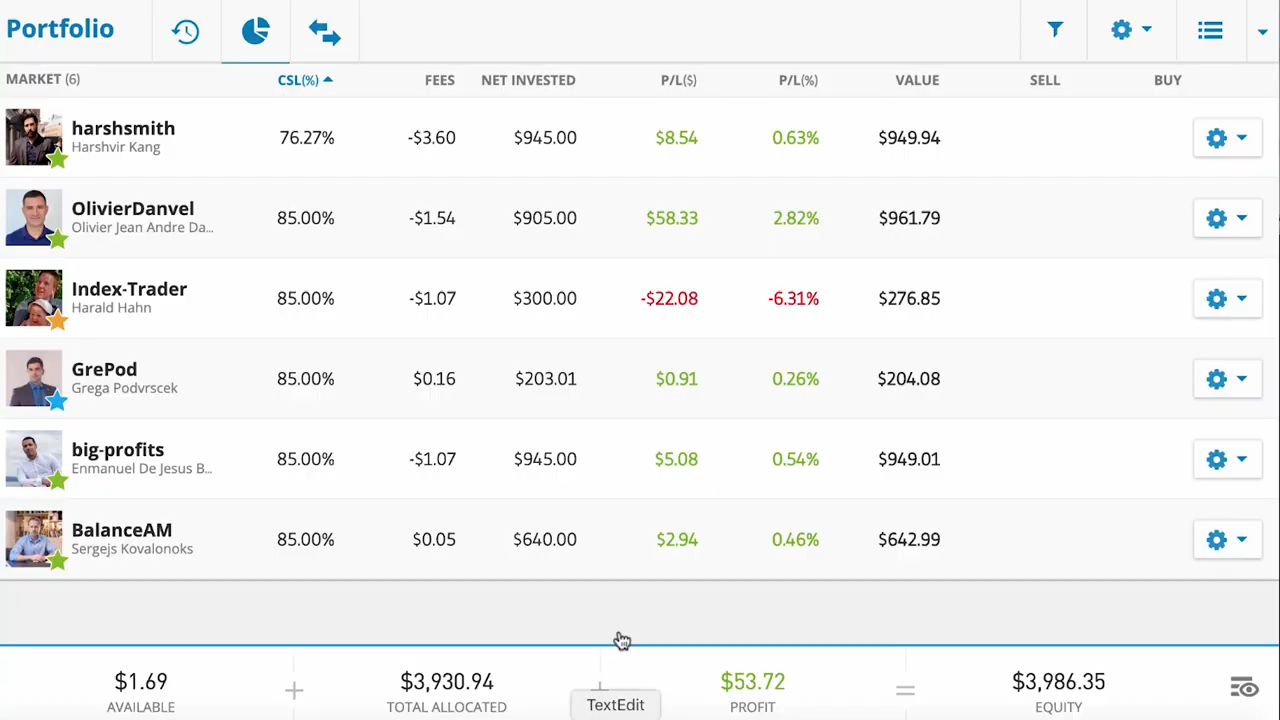 Portfolio
MARKET (6) CSL(%) FEES NET INVESTED P/L($) P/L(%) VALUE SELL BUY
harshsmith
Harshvir Kang
76.27% -$3.60 $945.00 $8.54 0.63% $949.94
OlivierDanvel
Olivier Jean Andre Da...
85.00% -$1.54 $905.00 $58.33 2.82% $961.79
Index-Trader
Harald Hahn
85.00% -$1.07 $300.00 -$22.08 -6.31% $276.85
GrePod
Grega Podvrscek
85.00% $0.16 $203.01 $0.91 0.26% $204.08
big-profits
Enmanuel De Jesus B...
85.00% -$1.07 $945.00 $5.08 0.54% $949.01
BalanceAM
Sergejs Kovalonoks
85.00% $0.05 $640.00 $2.94 0.46% $642.99
$1.69 + $3,930.94 + $53.72 = $3,986.35
AVAILABLE TOTAL ALLOCATED PROFIT EQUITY
TextEdit